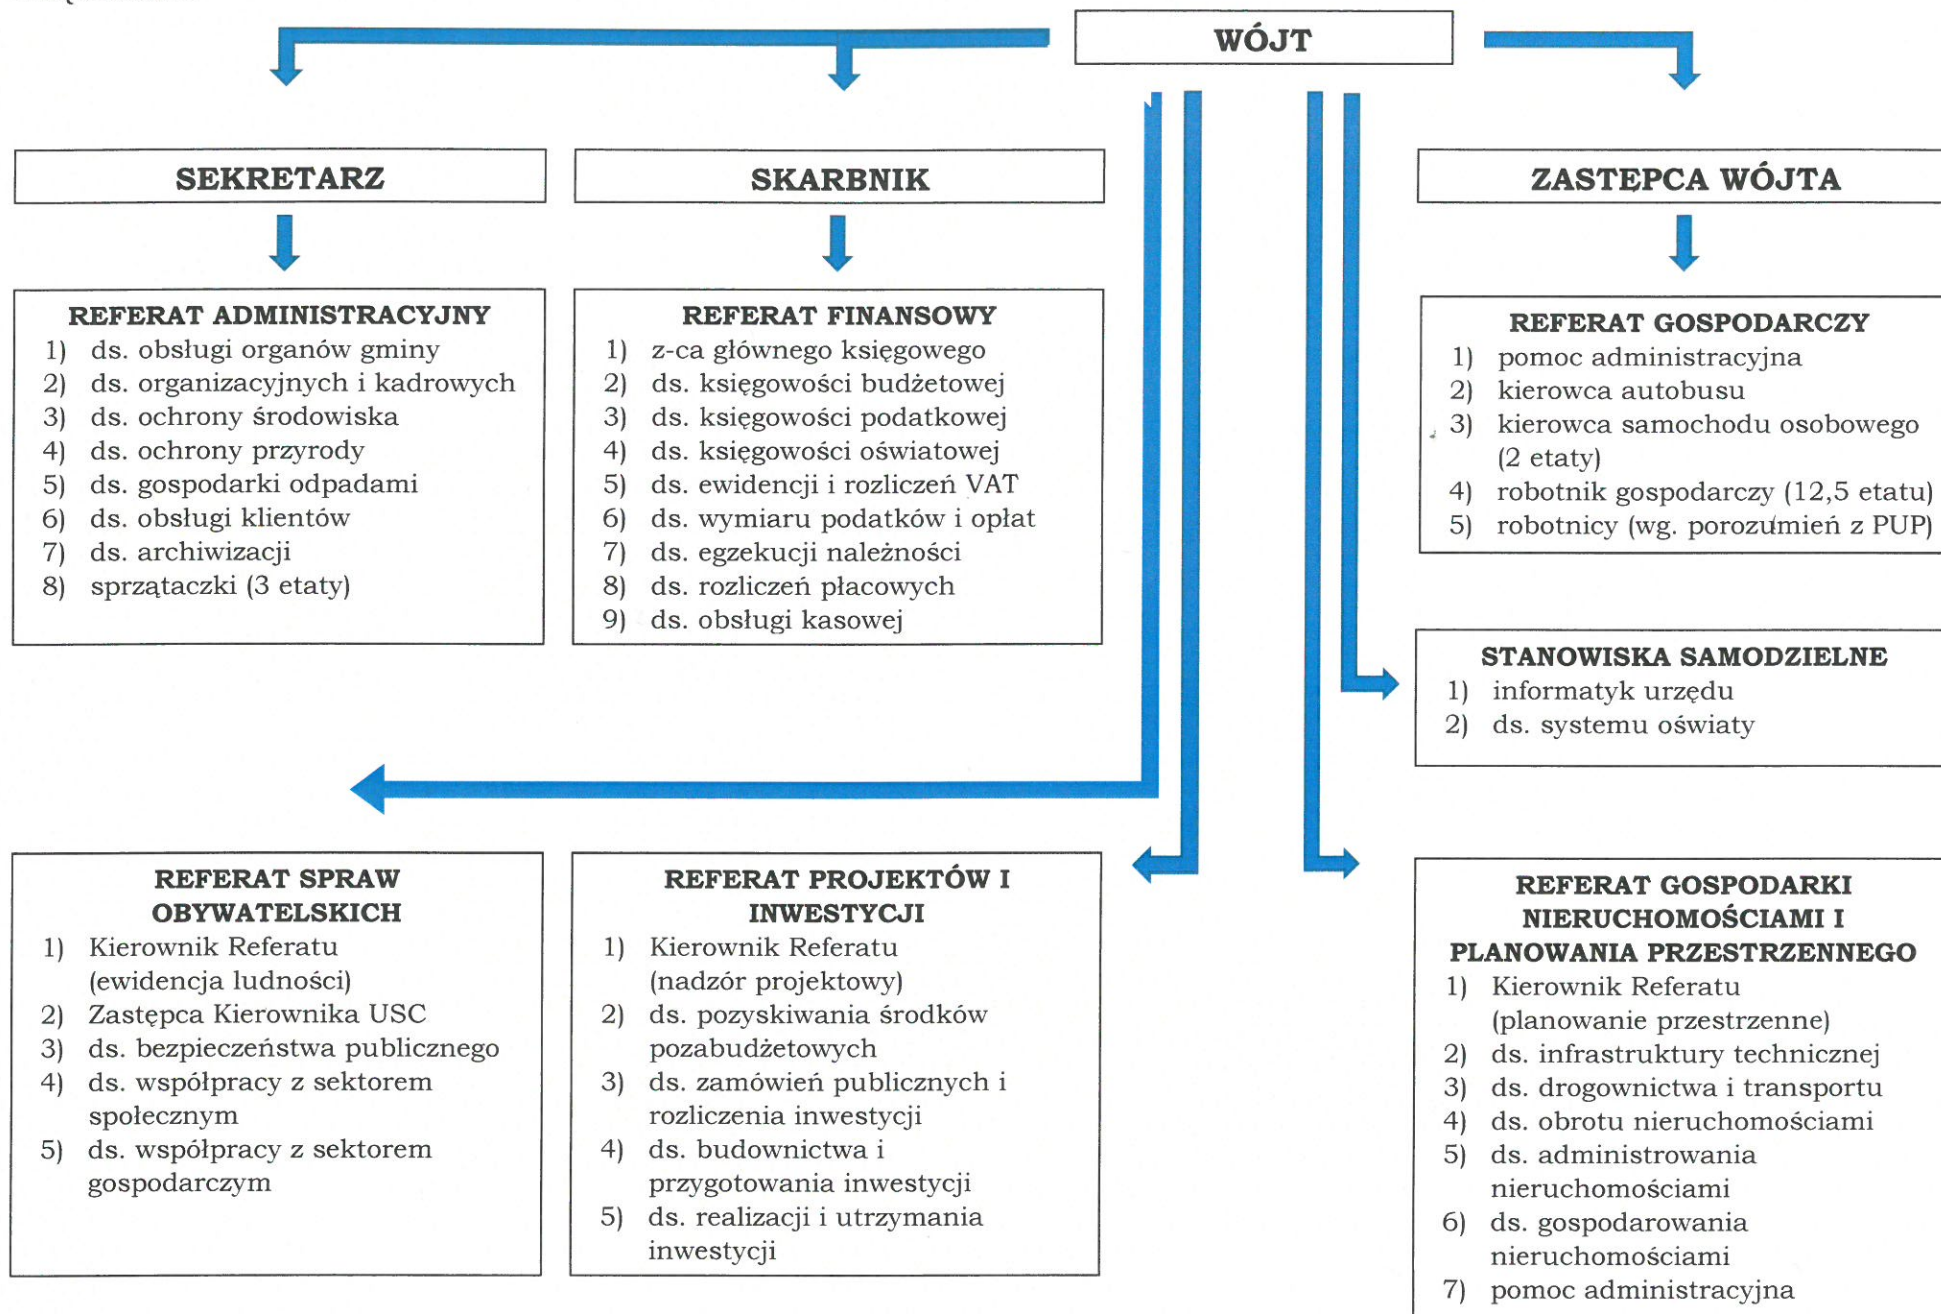 WÓJT
SEKRETARZ
SKARBNIK
ZASTEPCA WÓJTA
REFERAT ADMINISTRACYJNY
1) ds. obsługi organów gminy
2) ds. organizacyjnych i kadrowych
3) ds. ochrony środowiska
4) ds. ochrony przyrody
5) ds. gospodarki odpadami
6) ds. obsługi klientów
7) ds. archiwizacji
8) sprzątaczki (3 etaty)
REFERAT FINANSOWY
1) z-ca głównego księgowego
2) ds. księgowości budżetowej
3) ds. księgowości podatkowej
4) ds. księgowości oświatowej
5) ds. ewidencji i rozliczeń VAT
6) ds. wymiaru podatków i opłat
7) ds. egzekucji należności
8) ds. rozliczeń płacowych
9) ds. obsługi kasowej
REFERAT GOSPODARCZY
1) pomoc administracyjna
2) kierowca autobusu
3) kierowca samochodu osobowego
(2 etaty)
4) robotnik gospodarczy (12,5 etatu)
5) robotnicy (wg. porozumień z PUP)
STANOWISKA SAMODZIELNE
1) informatyk urzędu
2) ds. systemu oświaty
REFERAT SPRAW
OBYWATELSKICH
1) Kierownik Referatu
(ewidencja ludności)
2) Zastępca Kierownika USC
3) ds. bezpieczeństwa publicznego
4) ds. współpracy z sektorem
społecznym
5) ds. współpracy z sektorem
gospodarczym
REFERAT PROJEKTÓW I
INWESTYCJI
1) Kierownik Referatu
(nadzór projektowy)
2) ds. pozyskiwania środków
pozabudżetowych
3) ds. zamówień publicznych i
rozliczenia inwestycji
4) ds. budownictwa i
przygotowania inwestycji
5) ds. realizacji i utrzymania
inwestycji
REFERAT GOSPODARKI
NIERUCHOMOŚCIAMI I
PLANOWANIA PRZESTRZENNEGO
1) Kierownik Referatu
(planowanie przestrzenne)
2) ds. infrastruktury technicznej
3) ds. drogownictwa i transportu
4) ds. obrotu nieruchomościami
5) ds. administrowania
nieruchomościami
6) ds. gospodarowania
nieruchomościami
7) pomoc administracyjna